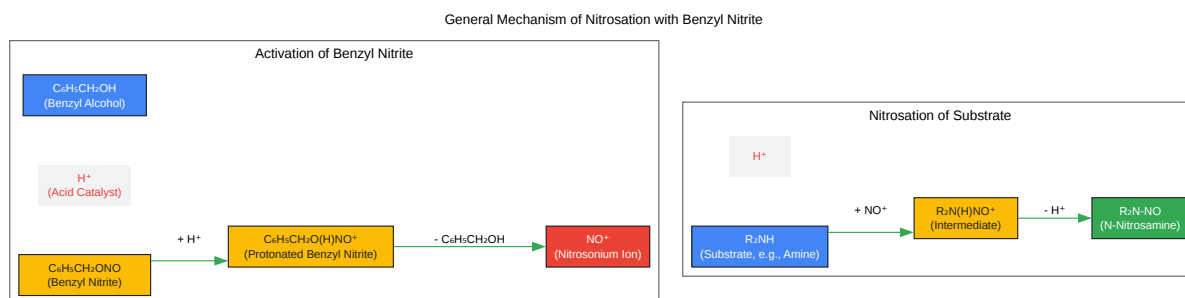 General Mechanism of Nitrosation with Benzyl Nitrite
Activation of Benzyl Nitrite
C₆H₅CH₂OH
(Benzyl Alcohol)
H⁺
(Acid Catalyst)
+ H⁺
C₆H₅CH₂ONO
(Benzyl Nitrite)
C₆H₅CH₂O(H)NO⁺
(Protonated Benzyl Nitrite)
- C₆H₅CH₂OH
NO⁺
(Nitrosonium Ion)
Nitrosation of Substrate
H⁺
R₂NH
(Substrate, e.g., Amine)
+ NO⁺
R₂N(H)NO⁺
(Intermediate)
- H⁺
R₂N-NO
(N-Nitrosamine)